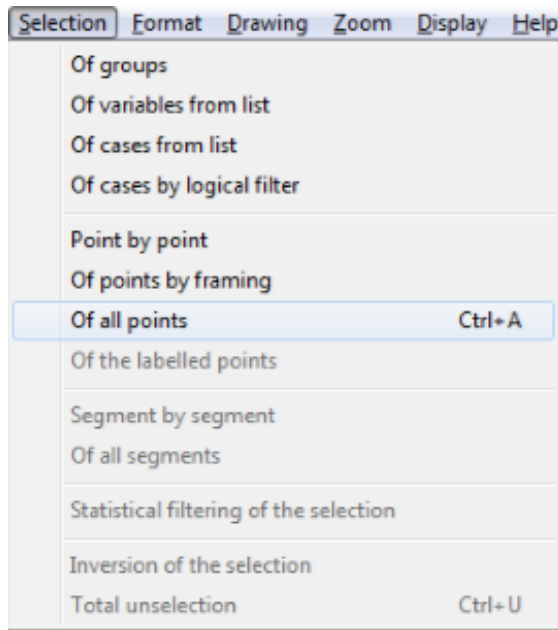 Selection Format Drawing Zoom Display Help
Of groups
Of variables from list
Of cases from list
Of cases by logical filter
Point by point
Of points by framing
Of all points Ctrl+A
Of the labelled points
Segment by segment
Of all segments
Statistical filtering of the selection
Inversion of the selection
Total unselection Ctrl+U